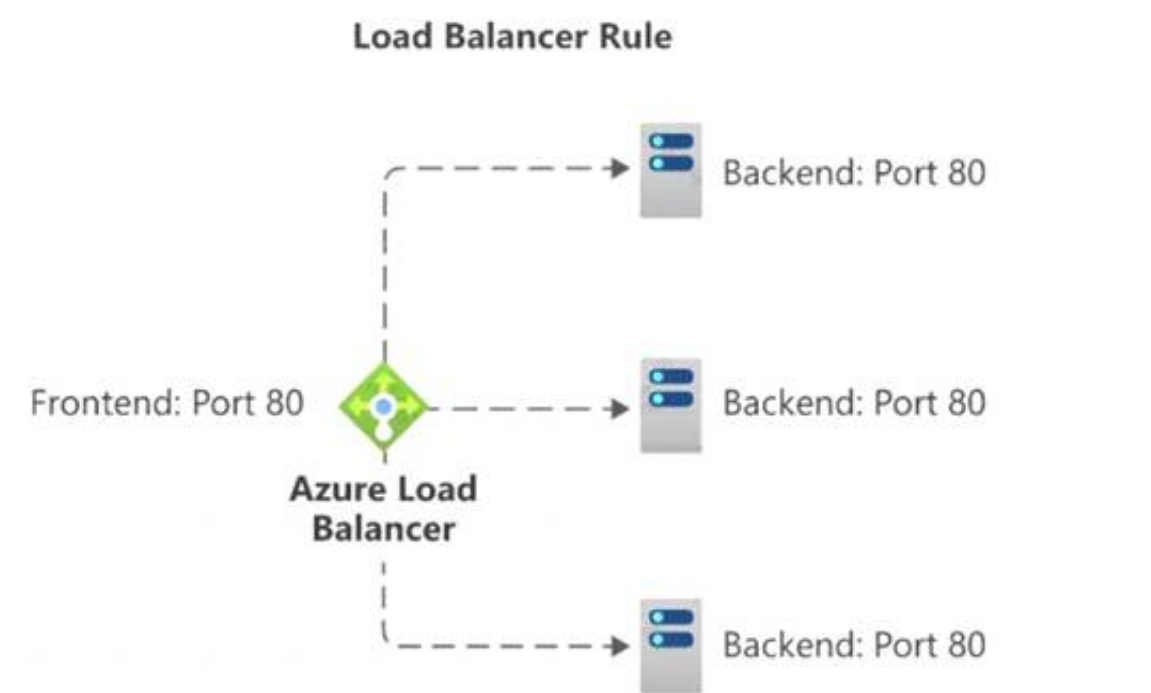 Load Balancer Rule
Backend: Port 80
Frontend: Port 80
Backend: Port 80
Azure Load
Balancer
Backend: Port 80